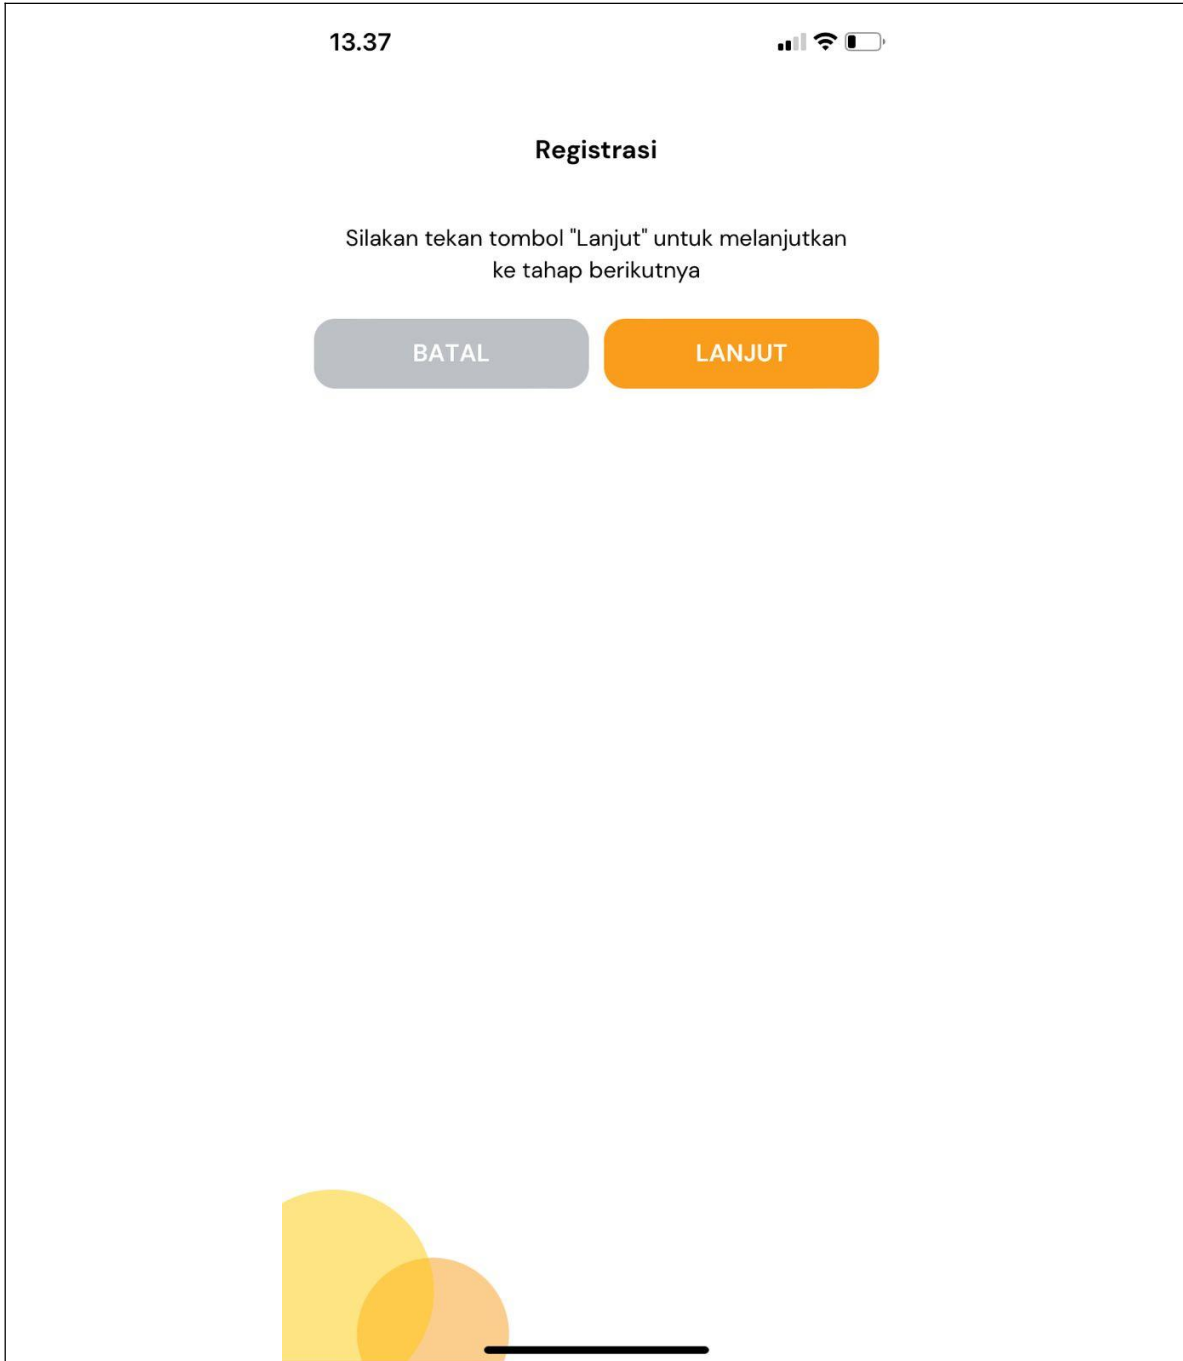 13.37
Registrasi
Silakan tekan tombol "Lanjut" untuk melanjutkan
ke tahap berikutnya
BATAL
LANJUT